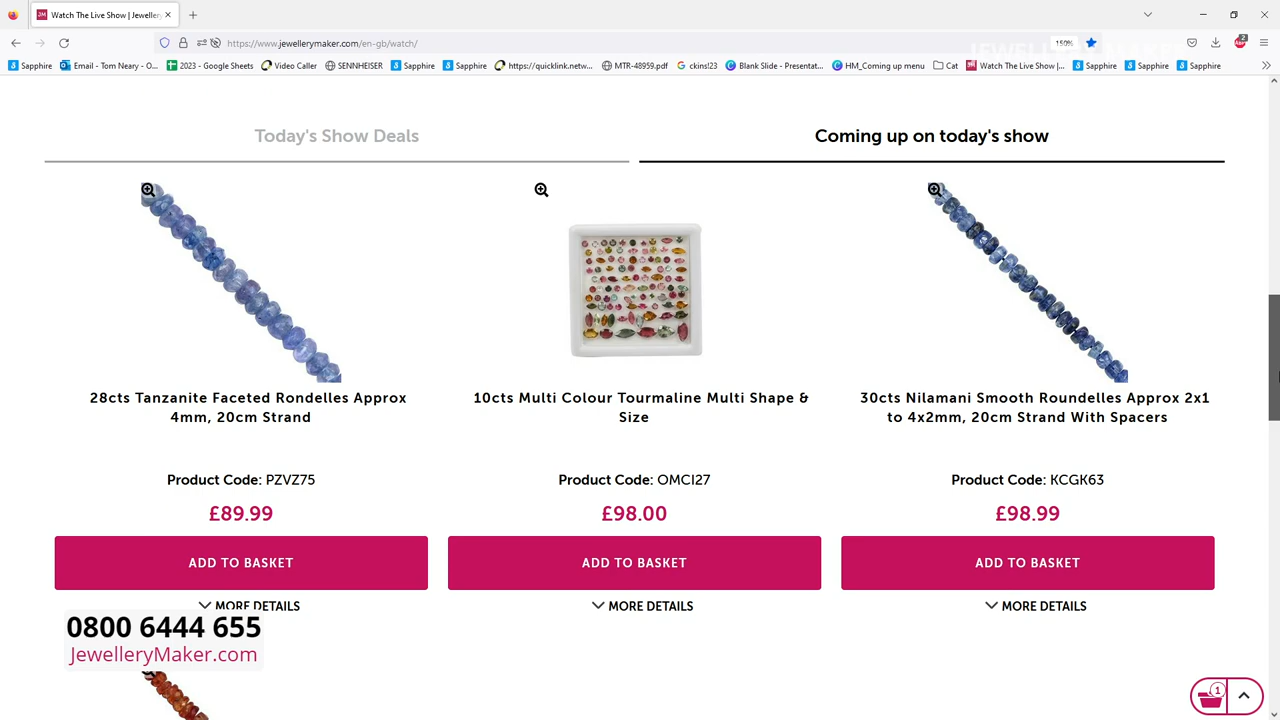 Watch The Live Show | Jeweller
https://www.jewellerymaker.com gb/watch/
150%
2
Sapphire
Email - Tom Neary - O...
2023 - Google Sheets
Video Caller
SENNHEISER
Sapphire
Sapphire
https://quicklink.netw...
MTR-48959.pdf
ckins!23
Blank Slide - Presentat...
HM_Coming up menu
Cat
Watch The Live Show |...
Sapphire
Sapphire
Sapphire
JEWELLERYMAKER
Today's Show Deals
Coming up on today's show
28cts Tanzanite Faceted Rondelles Approx
4mm, 20cm Strand
Product Code: PZVZ75
£89.99
ADD TO BASKET
MORE DETAILS
10cts Multi Colour Tourmaline Multi Shape &
Size
Product Code: OMCI27
£98.00
ADD TO BASKET
MORE DETAILS
30cts Nilamani Smooth Roundelles Approx 2x1
to 4x2mm, 20cm Strand With Spacers
Product Code: KCGK63
£98.99
ADD TO BASKET
MORE DETAILS
0800 6444 655
JewelleryMaker.com
1